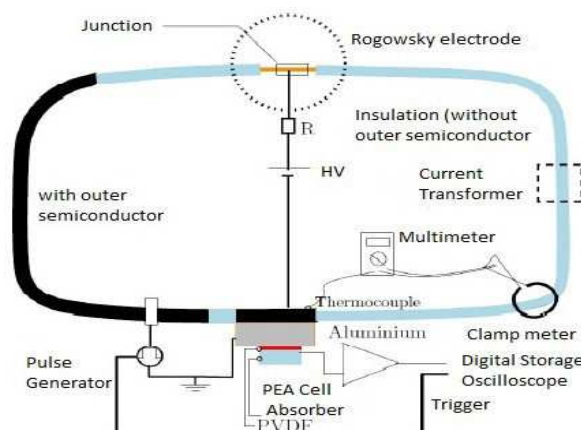 Junction
Rogowsky electrode
R
HV
Insulation (without
outer semiconductor
Current
Transformer
with outer
semiconductor
Multimeter
Thermocouple
Aluminium
Clamp meter
Pulse
Generator
PEA Cell
Absorber
PVDF
Digital Storage
Oscilloscope
Trigger